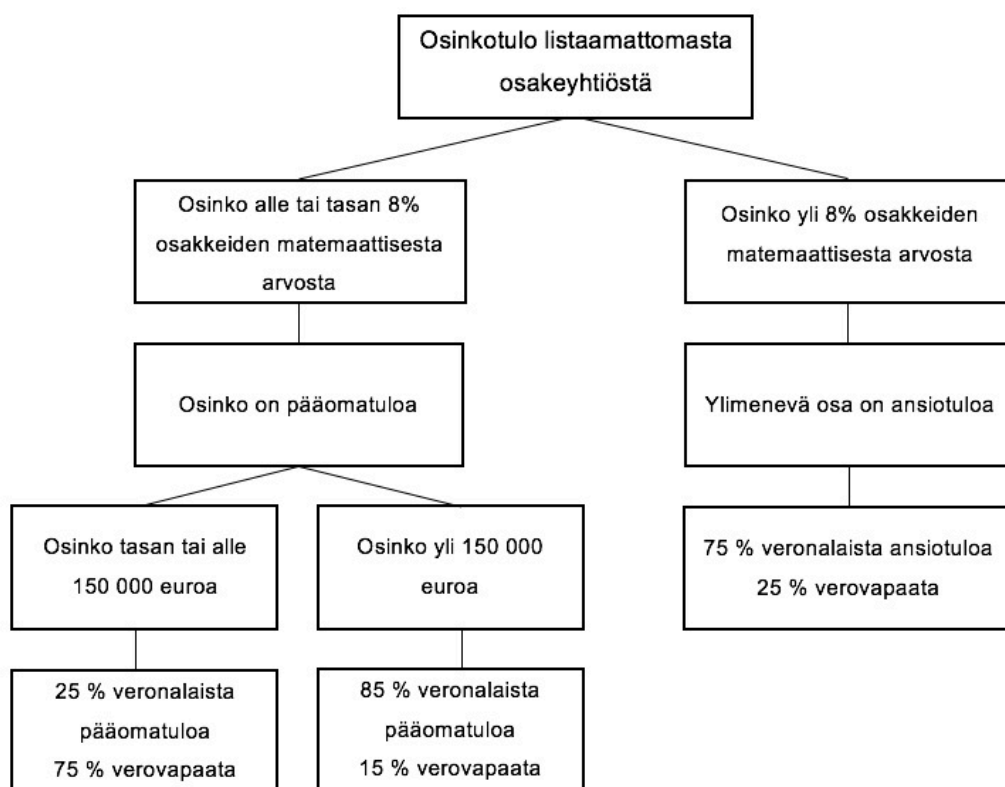 Osinkotulo listaamattomasta
osakeyhtiöstä
Osinko alle tai tasan 8%
osakkeiden matemaattisesta
arvosta
Osinko yli 8% osakkeiden
matemaattisesta arvosta
Osinko on pääomatuloa
Ylimenevä osa on ansiotuloa
Osinko tasan tai alle
150 000 euroa
Osinko yli 150 000
euroa
75 % veronalaista ansiotuloa
25 % verovapaata
25 % veronalaista
pääomatuloa
75 % verovapaata
85 % veronalaista
pääomatuloa
15 % verovapaata